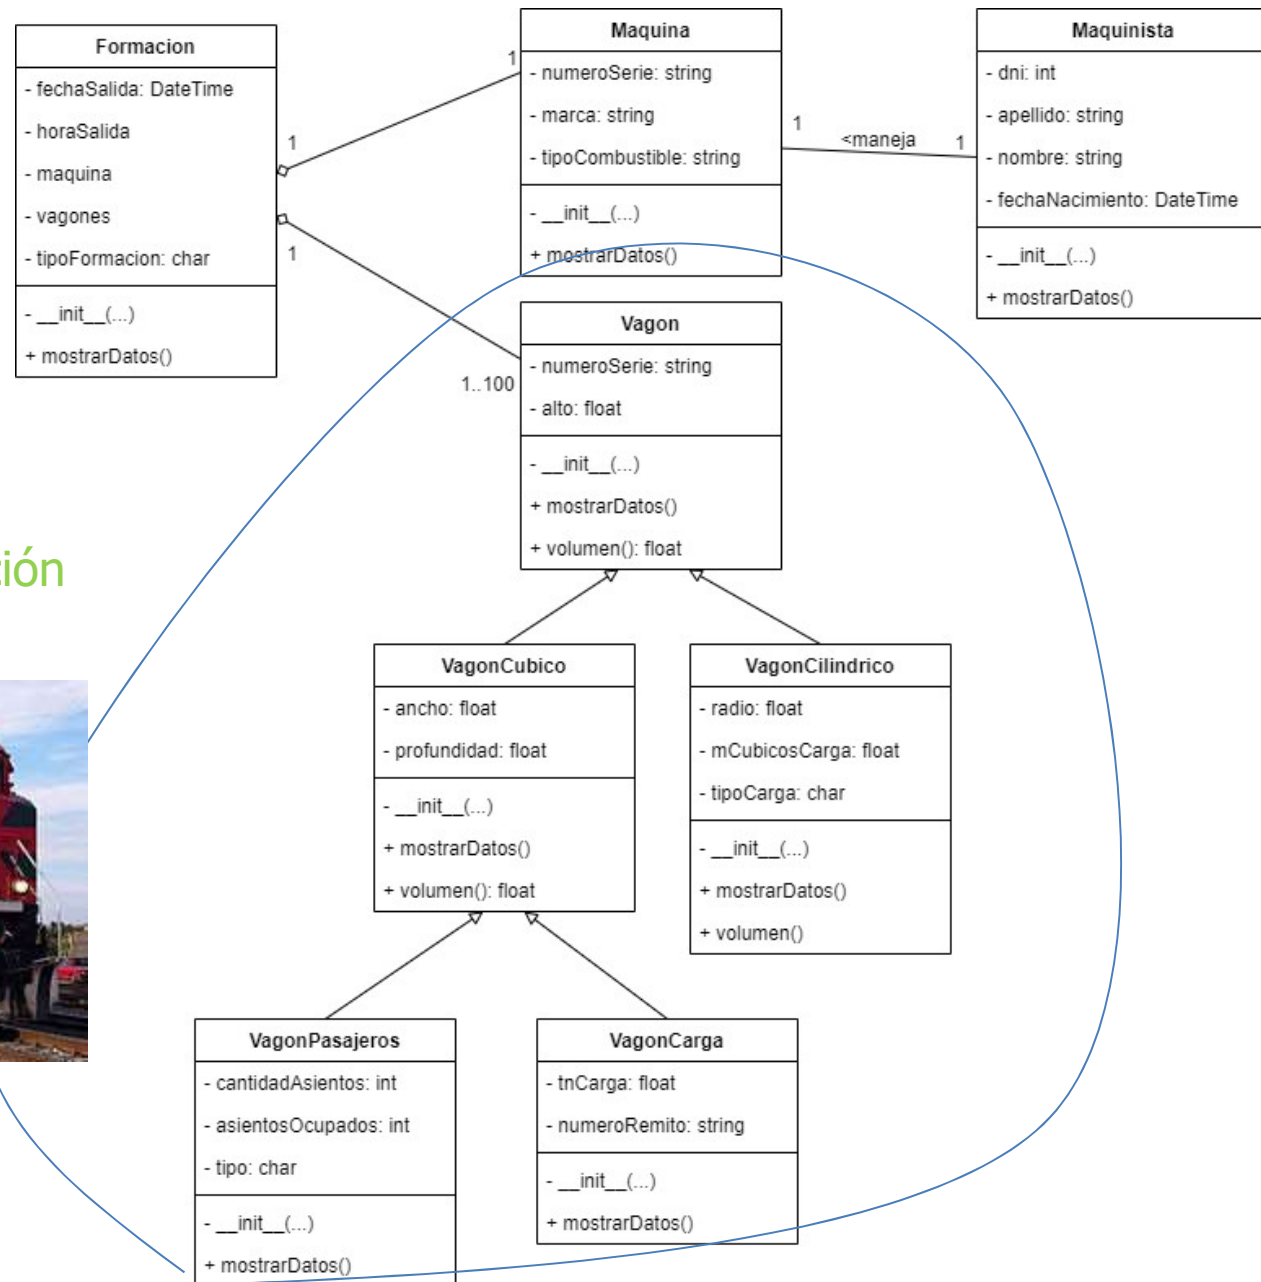 Formacion
- fechaSalida: DateTime
- horaSalida
- maquina
- vagones
- tipoFormacion: char
- __init__(...)
+ mostrarDatos()
1
1
1
1..100
Maquina
- numeroSerie: string
- marca: string
- tipoCombustible: string
- __init__(...)
+ mostrarDatos()
1
<maneja
1
Maquinista
- dni: int
- apellido: string
- nombre: string
- fechaNacimiento: DateTime
- __init__(...)
+ mostrarDatos()
Vagon
- numeroSerie: string
- alto: float
- __init__(...)
+ mostrarDatos()
+ volumen(): float
ión
VagonCubico
- ancho: float
- profundidad: float
- __init__(...)
+ mostrarDatos()
+ volumen(): float
VagonCilindrico
- radio: float
- mCubicosCarga: float
- tipoCarga: char
- __init__(...)
+ mostrarDatos()
+ volumen()
VagonPasajeros
- cantidadAsientos: int
- asientosOcupados: int
- tipo: char
- __init__(...)
+ mostrarDatos()
VagonCarga
- tnCarga: float
- numeroRemito: string
- __init__(...)
+ mostrarDatos()